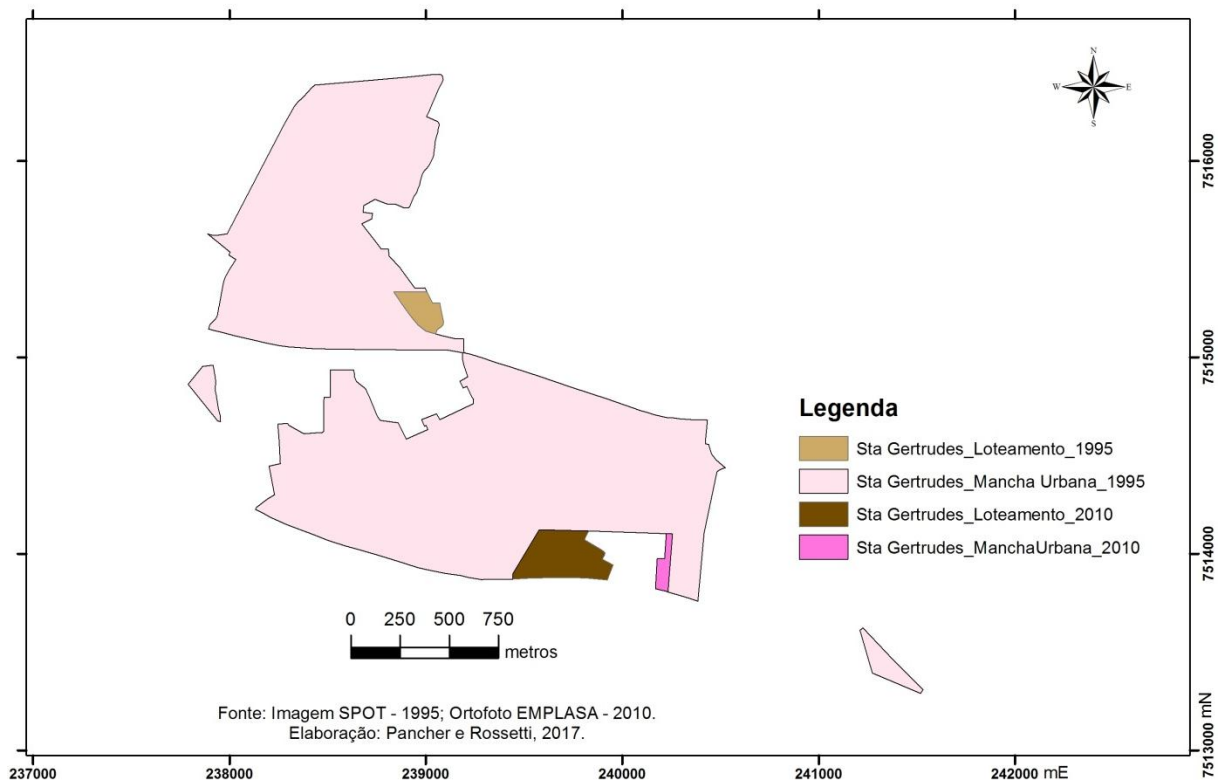 N
W
E
S
7516000
7515000
7514000
7513000 mN
Legenda
Sta Gertrudes_Loteamento_1995
Sta Gertrudes_Mancha Urbana_1995
Sta Gertrudes_Loteamento_2010
Sta Gertrudes_ManchaUrbana_2010
0 250 500 750
metros
Fonte: Imagem SPOT - 1995; Ortofoto EMPLASA - 2010.
Elaboração: Pancher e Rossetti, 2017.
237000 238000 239000 240000 241000 242000 mE